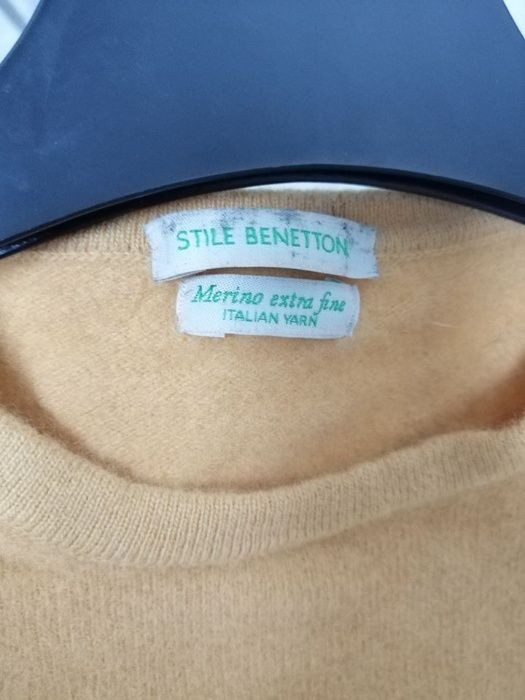 STILE BENETTON
Merino extra fine
ITALIAN YARN